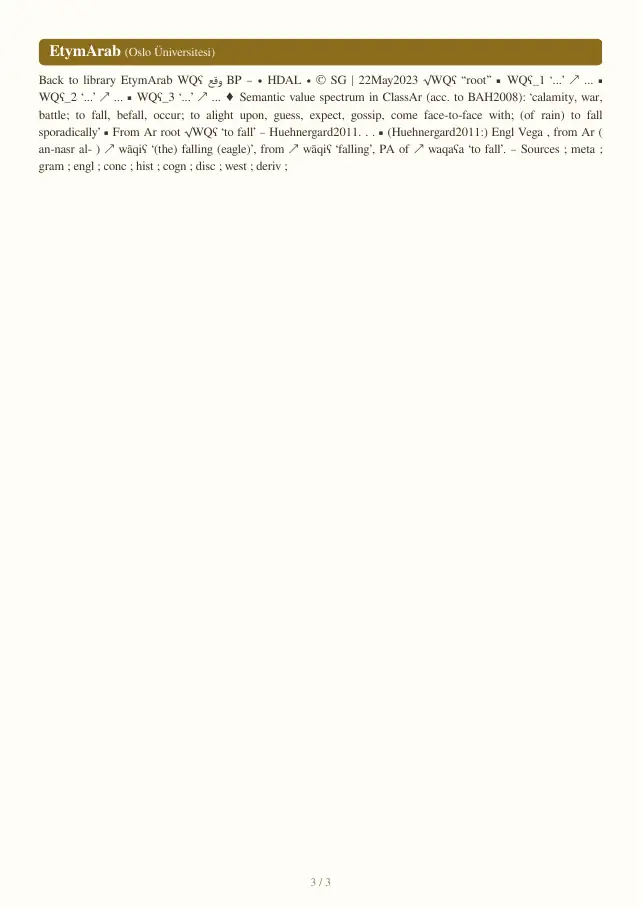 EtymArab (Oslo Üniversitesi)
Back to library EtymArab WQʕ وقع BP – • HDAL • © SG | 22May2023 √WQʕ “root” ▪ WQʕ_1 ‘...’ ↗ ... ▪
WQʕ_2 ‘...’ ↗ ... ▪ WQʕ_3 ‘...’ ↗ ... ♦ Semantic value spectrum in ClassAr (acc. to BAH2008): ‘calamity, war,
battle; to fall, befall, occur; to alight upon, guess, expect, gossip, come face-to-face with; (of rain) to fall
sporadically’ ▪ From Ar root √WQʕ ‘to fall’ – Huehnergard2011. . . ▪ (Huehnergard2011:) Engl Vega , from Ar (
an-nasr al- ) ↗ wāqiʕ ‘(the) falling (eagle)’, from ↗ wāqiʕ ‘falling’, PA of ↗ waqaʕa ‘to fall’. – Sources ; meta ;
gram ; engl ; conc ; hist ; cogn ; disc ; west ; deriv ;
3 / 3